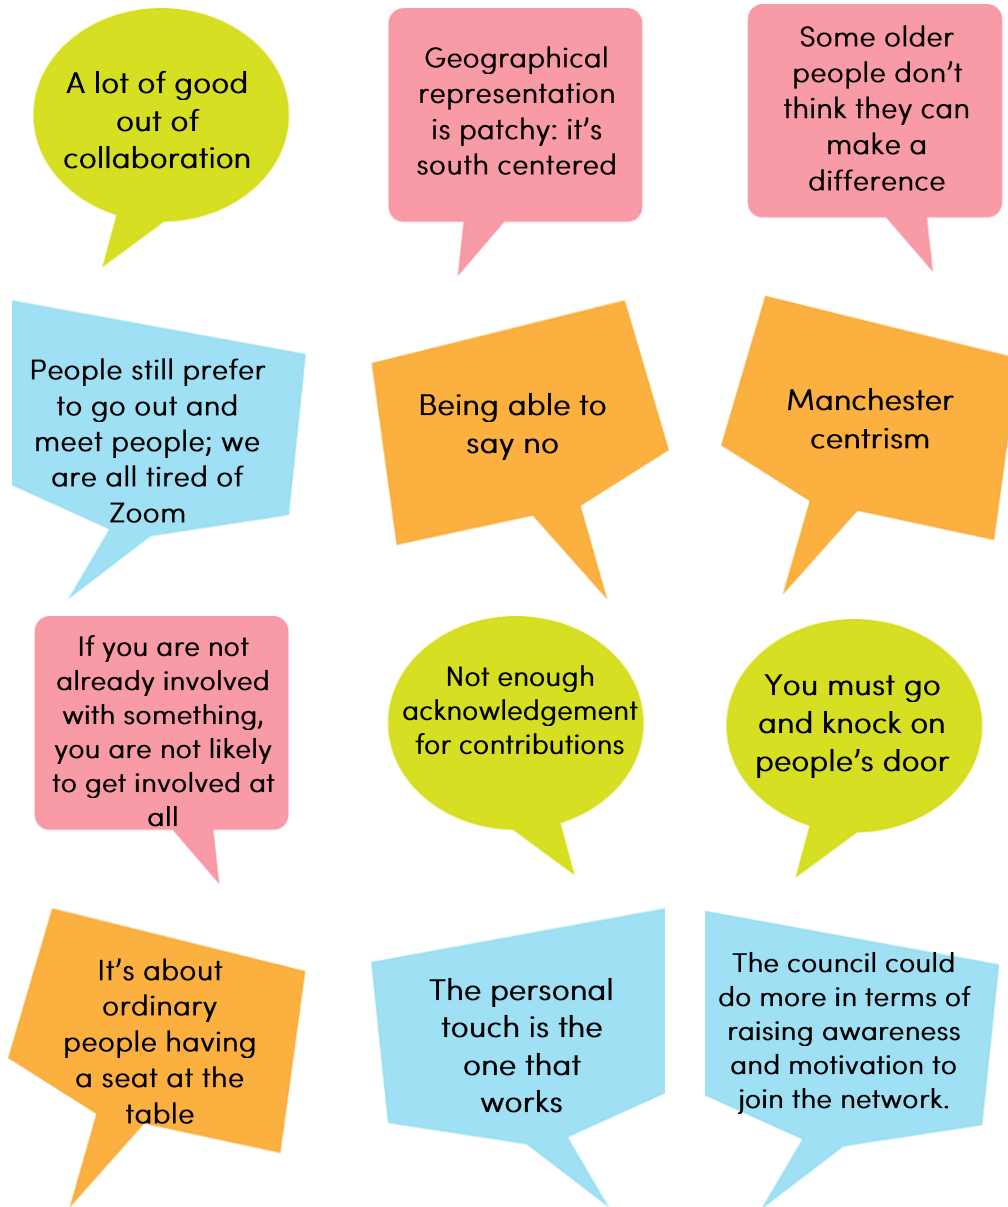 A lot of good
out of
collaboration
Geographical
representation
is patchy: it's
south centered
Some older
people don't
think they can
make a
difference
People still prefer
to go out and
meet people; we
are all tired of
Zoom
Being able to
say no
Manchester
centrism
If you are not
already involved
with something,
you are not likely
to get involved at
all
Not enough
acknowledgement
for contributions
You must go
and knock on
people's door
It's about
ordinary
people having
a seat at the
table
The personal
touch is the
one that
works
The council could
do more in terms of
raising awareness
and motivation to
join the network.